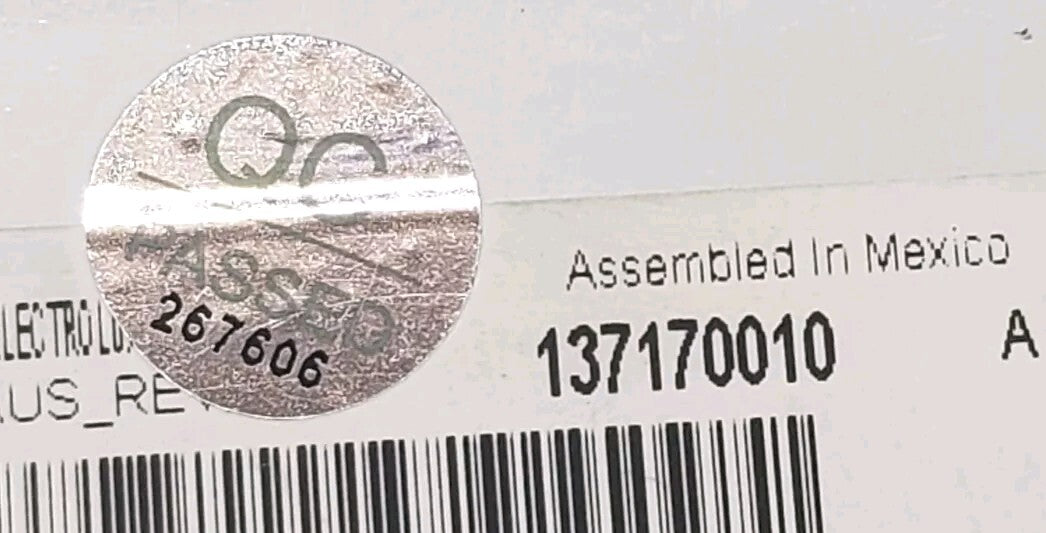 QC
PASSED
267606
Assembled In Mexico
137170010 A